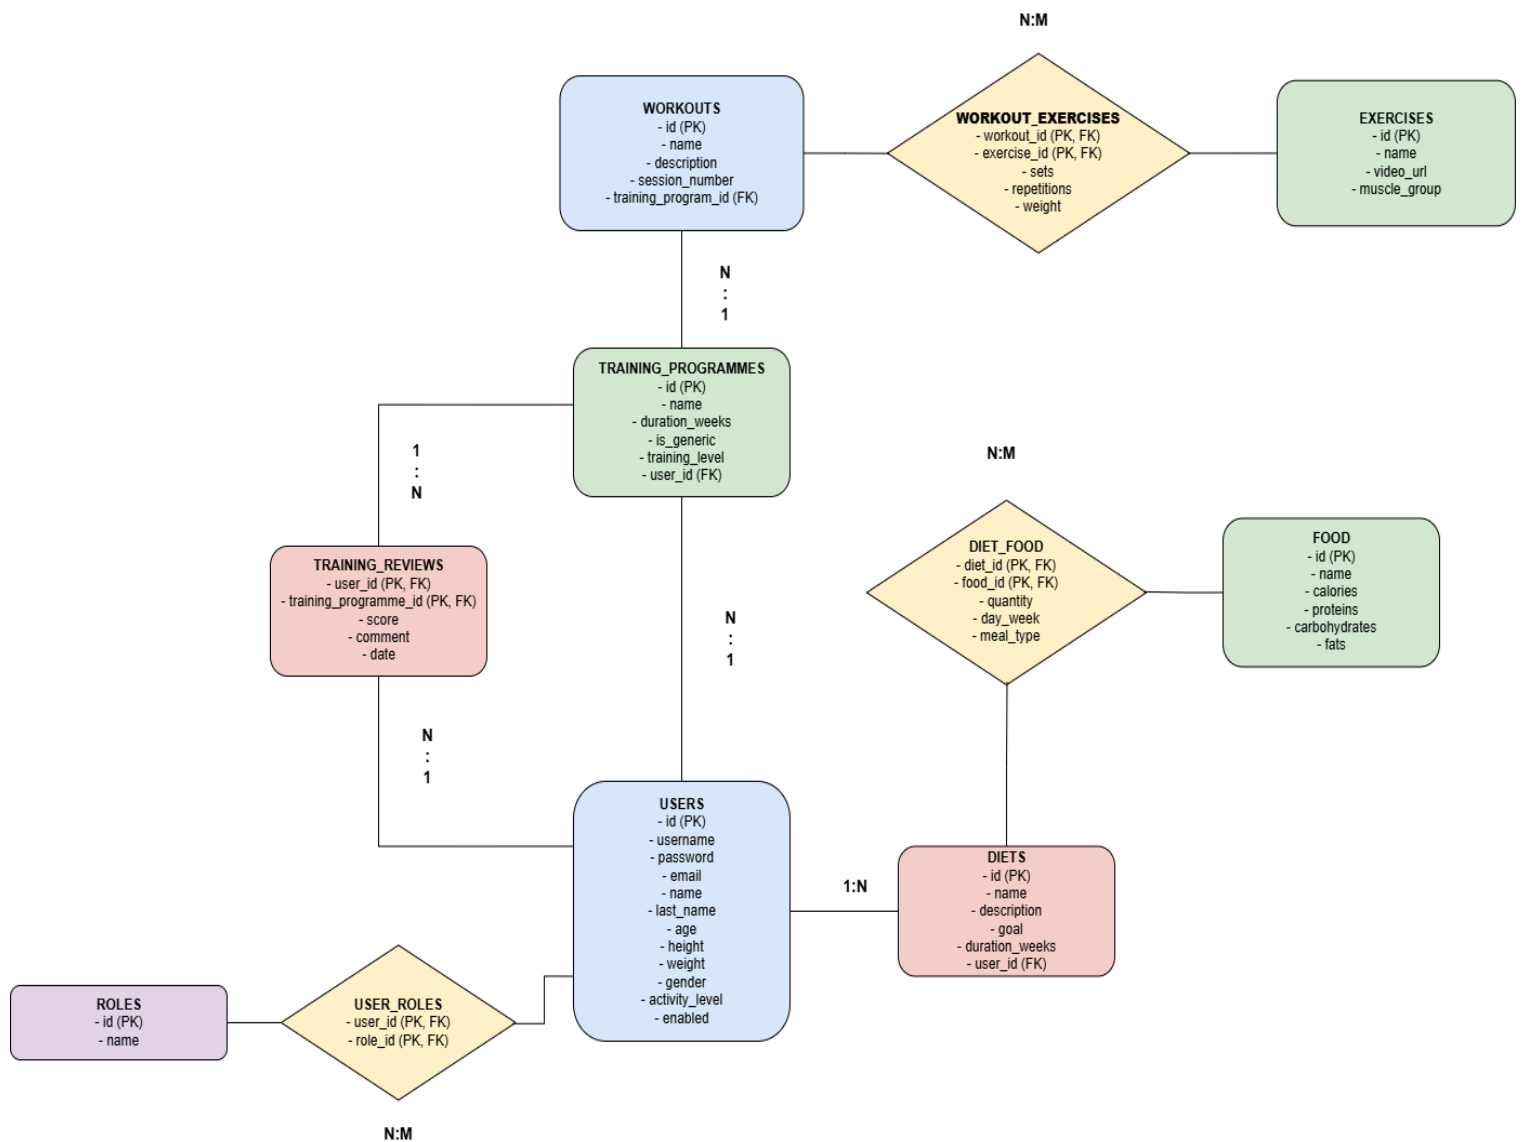 N:M
WORKOUTS
- id (PK)
- name
- description
- session_number
- training_program_id (FK)
WORKOUT_EXERCISES
- workout_id (PK, FK)
- exercise_id (PK, FK)
- sets
- repetitions
- weight
EXERCISES
- id (PK)
- name
- video_url
- muscle_group
N
:
1
TRAINING_PROGRAMMES
- id (PK)
- name
- duration_weeks
- is_generic
- training_level
- user_id (FK)
1
:
N
N:M
TRAINING_REVIEWS
- user_id (PK, FK)
- training_programme_id (PK, FK)
- score
- comment
- date
N
:
1
DIET_FOOD
- diet_id (PK, FK)
- food_id (PK, FK)
- quantity
- day_week
- meal_type
FOOD
- id (PK)
- name
- calories
- proteins
- carbohydrates
- fats
N
:
1
USERS
- id (PK)
- username
- password
- email
- name
- last_name
- age
- height
- weight
- gender
- activity_level
- enabled
1:N
DIETS
- id (PK)
- name
- description
- goal
- duration_weeks
- user_id (FK)
ROLES
- id (PK)
- name
USER_ROLES
- user_id (PK, FK)
- role_id (PK, FK)
N:M